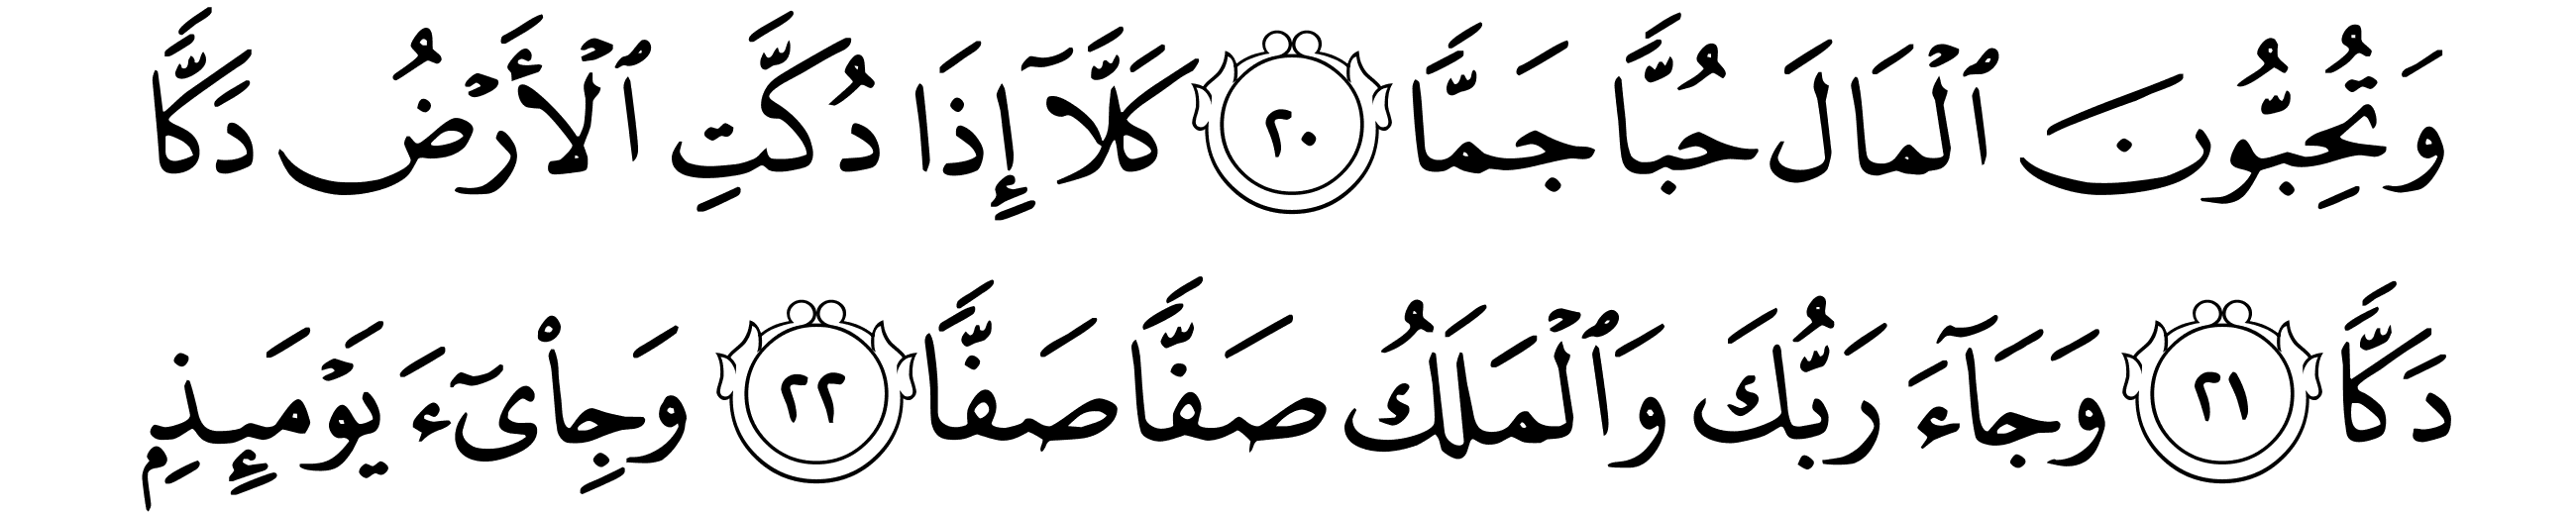 وَتُحِبُّونَ ٱلْمَالَ حُبًّا جَمًّا ٢٠ كَلَّآ إِذَا دُكَّتِ ٱلْأَرْضُ دَكًّا
دَكًّا ٢١ وَجَآءَ رَبُّكَ وَٱلْمَلَكُ صَفًّا صَفًّا ٢٢ وَجِا۟ىٓءَ يَوْمَئِذِۭ